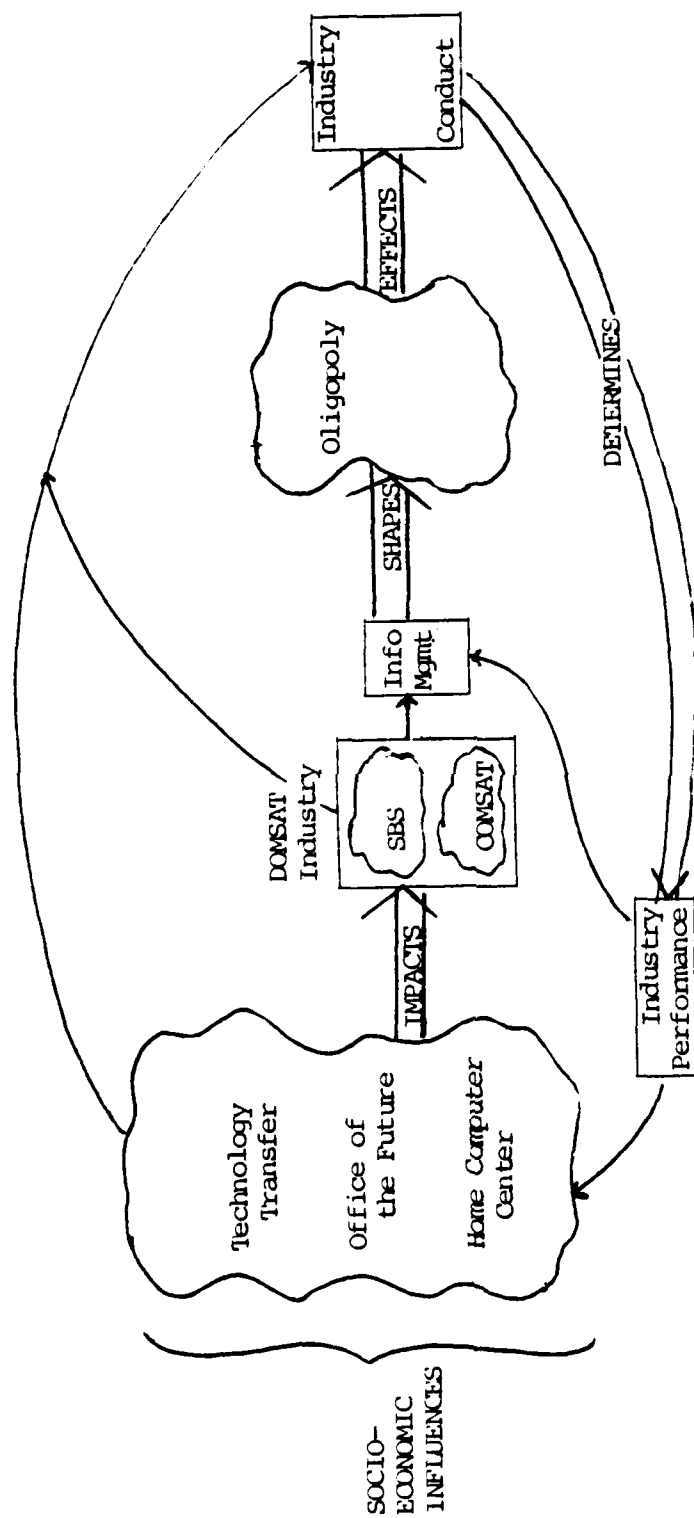 SOCIO-
ECONOMIC
INFLUENCES
Technology
Transfer
Office of
the Future
Home Computer
Center
IMPACTS
DOMSAT
Industry
SBS
COMSAT
Info
Mgmt
SHAPES
Oligopoly
EFFECTS
Industry
Conduct
DETERMINES
Industry
Performance